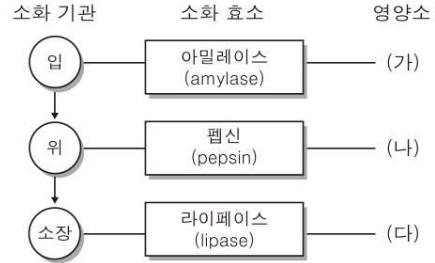 소화 기관 소화 효소 영양소
입 아밀레이스 (가)
(amylase)
위 펩신 (나)
(pepsin)
소장 라이페이스 (다)
(lipase)